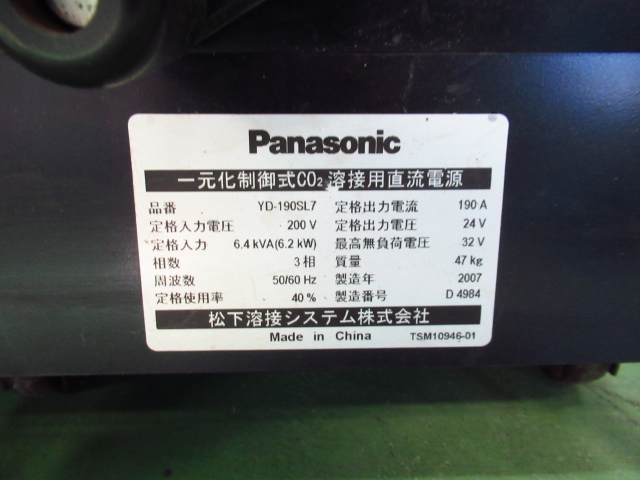 Panasonic
一元化制御式CO₂溶接用直流電源
品番 YD-190SL7 定格出力電流 190 A
定格入力電圧 200 V 定格出力電圧 24 V
定格入力 6.4 kVA(6.2 kW) 最高無負荷電圧 32 V
相数 3 相 質量 47 kg
周波数 50/60 Hz 製造年 2007
定格使用率 40 % 製造番号 D 4984
松下溶接システム株式会社
Made in China TSM10946-01